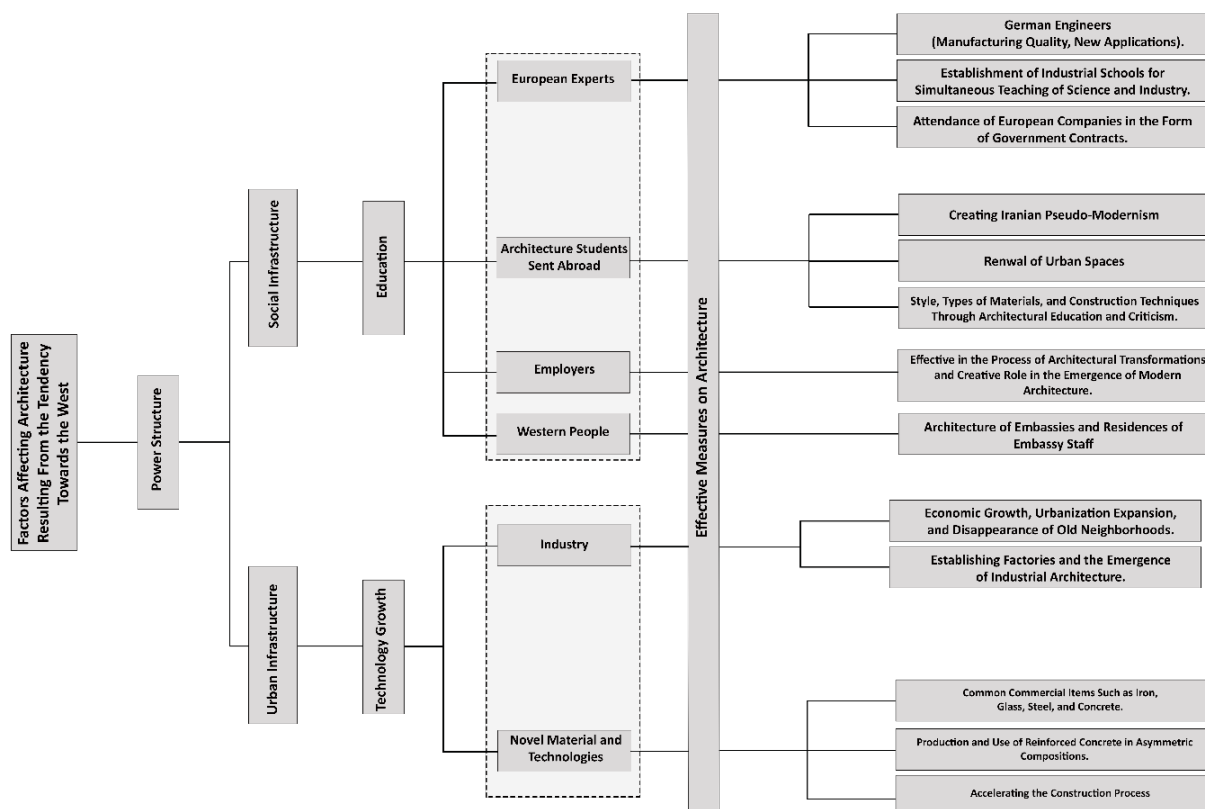 Factors Affecting Architecture
Resulting From the Tendency
Towards the West
Power Structure
Social Infrastructure
Urban Infrastructure
Education
Technology Growth
European Experts
Architecture Students
Sent Abroad
Employers
Western People
Industry
Novel Material and
Technologies
Effective Measures on Architecture
German Engineers
(Manufacturing Quality, New Applications).
Establishment of Industrial Schools for
Simultaneous Teaching of Science and Industry.
Attendance of European Companies in the Form
of Government Contracts.
Creating Iranian Pseudo-Modernism
Renwal of Urban Spaces
Style, Types of Materials, and Construction Techniques
Through Architectural Education and Criticism.
Effective in the Process of Architectural Transformations
and Creative Role in the Emergence of Modern
Architecture.
Architecture of Embassies and Residences of
Embassy Staff
Economic Growth, Urbanization Expansion,
and Disappearance of Old Neighborhoods.
Establishing Factories and the Emergence
of Industrial Architecture.
Common Commercial Items Such as Iron,
Glass, Steel, and Concrete.
Production and Use of Reinforced Concrete in Asymmetric
Compositions.
Accelerating the Construction Process